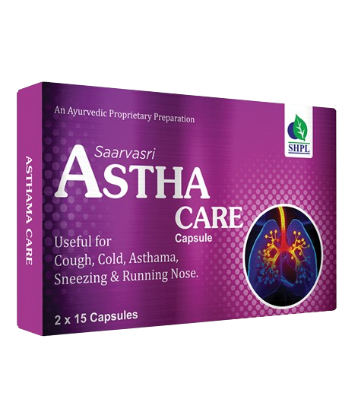 An Ayurvedic Proprietary Preparation
SHPL
Saarvasri
ASTHA
CARE
Capsule
Useful for
Cough, Cold, Asthama,
Sneezing & Running Nose.
2 x 15 Capsules
ASTHAMA CARE